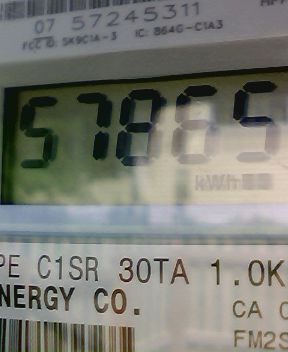 07 57245311
FCC ID: SK9C1A-3 IC: 864G-C1A3
57865
kWh
PE C1SR 30TA 1.0K
NERGY CO.
CA 0
FM2S